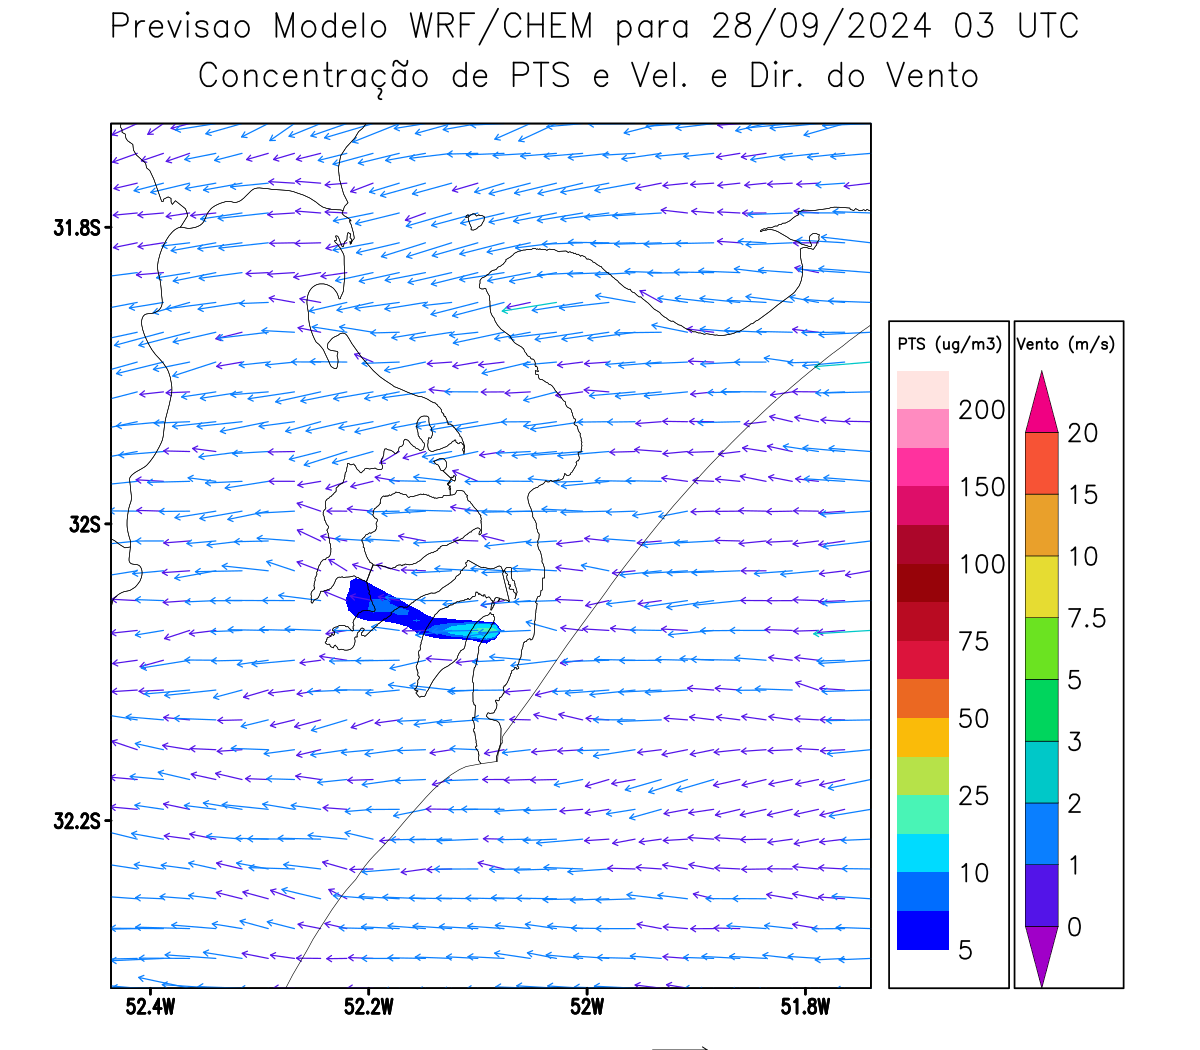 Previsao Modelo WRF/CHEM para 28/09/2024 03 UTC
Concentração de PTS e Vel. e Dir. do Vento
31.8S
32S
32.2S
52.4W
52.2W
52W
51.8W
PTS (ug/m3)
200
150
100
75
50
25
10
5
Vento (m/s)
20
15
10
7.5
5
3
2
1
0